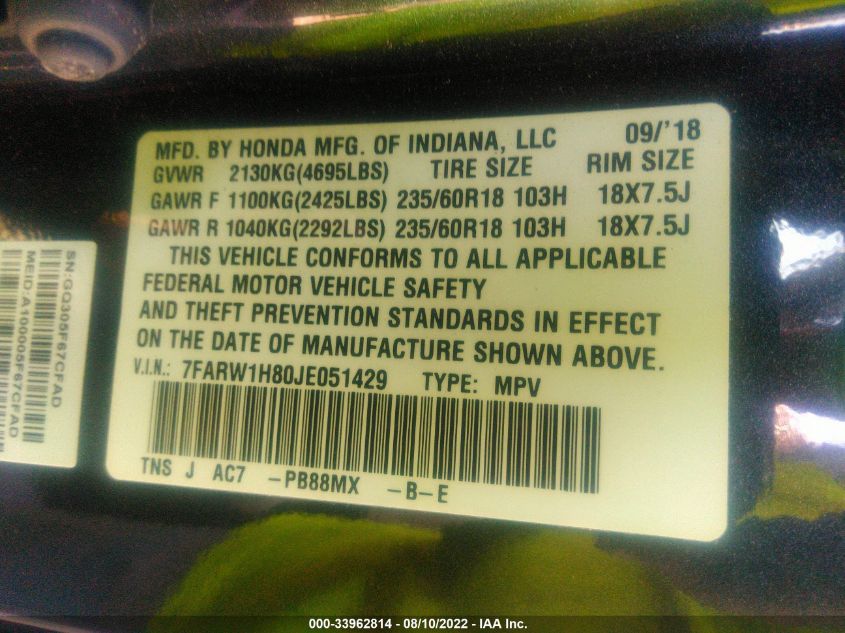 MFD. BY HONDA MFG. OF INDIANA, LLC 09/'18
GVWR 2130KG(4695LBS) TIRE SIZE RIM SIZE
GAWR F 1100KG(2425LBS) 235/60R18 103H 18X7.5J
GAWR R 1040KG(2292LBS) 235/60R18 103H 18X7.5J
THIS VEHICLE CONFORMS TO ALL APPLICABLE
FEDERAL MOTOR VEHICLE SAFETY
AND THEFT PREVENTION STANDARDS IN EFFECT
ON THE DATE OF MANUFACTURE SHOWN ABOVE.
V.I.N.: 7FARW1H80JE051429 TYPE: MPV
TNS J AC7 -PB88MX -B-E
SN:GQ305F67CFAD
MEID:A100005F67CFAD
000-33962814 - 08/10/2022 - IAA Inc.